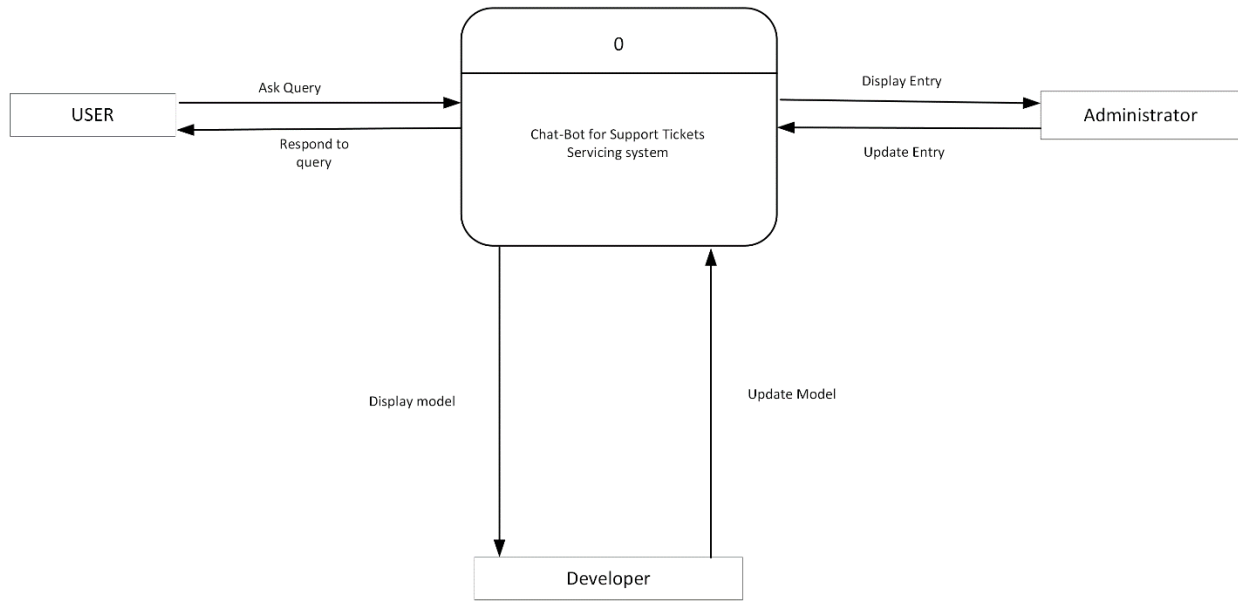 0
Ask Query
Display Entry
USER
Administrator
Chat-Bot for Support Tickets
Servicing system
Respond to
query
Update Entry
Display model
Update Model
Developer